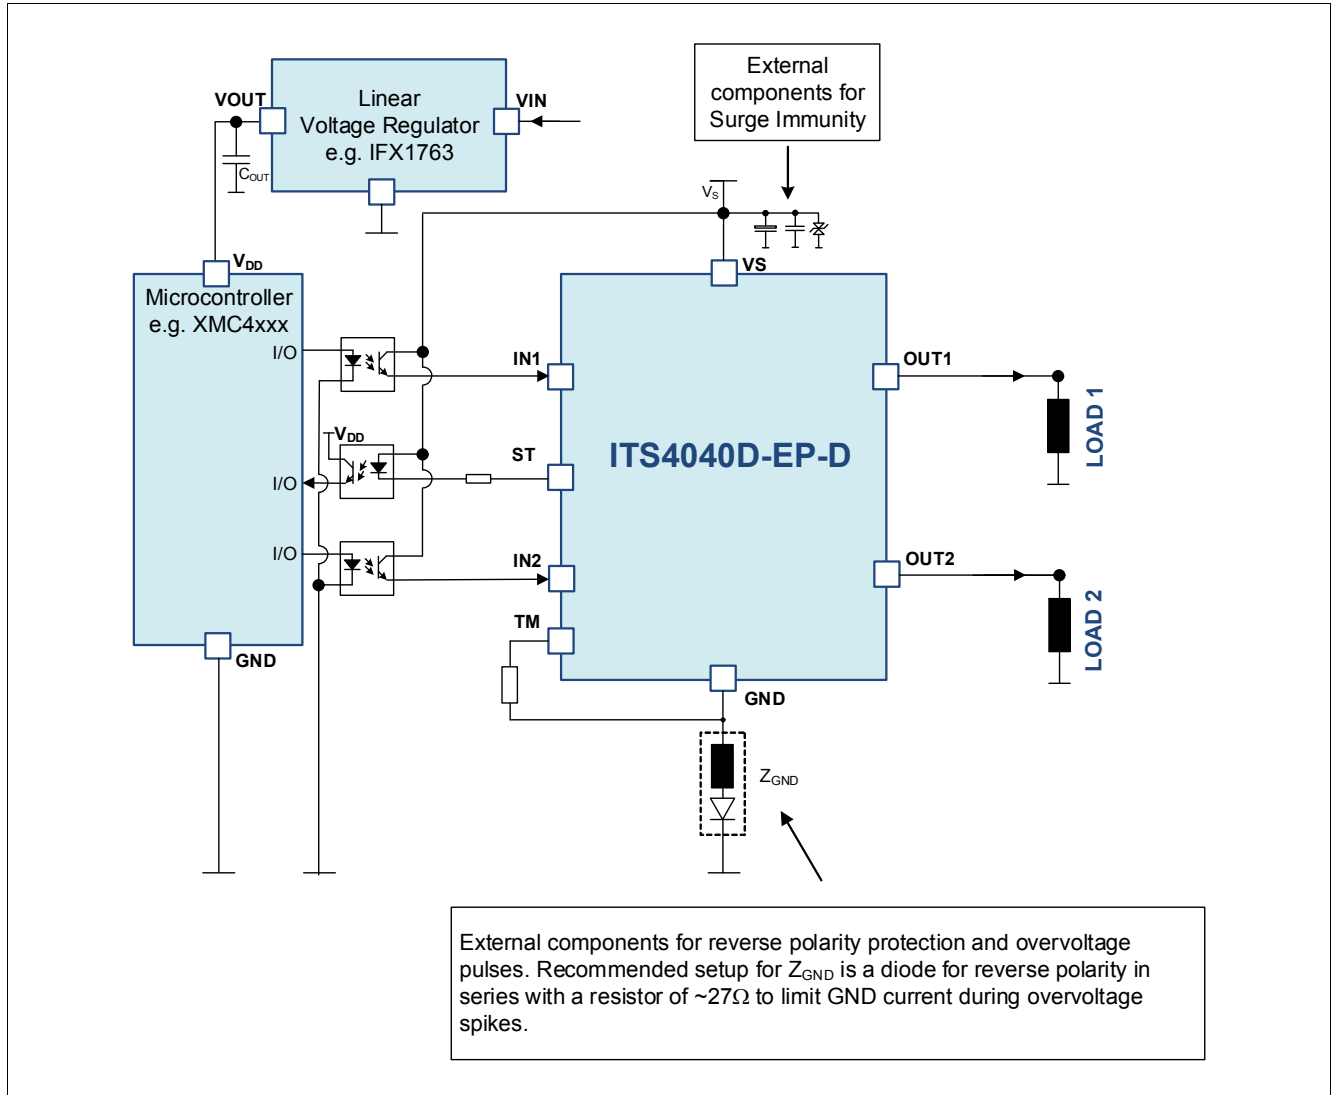 External
components for
Surge Immunity
Linear
Voltage Regulator
e.g. IFX1763
VOUT
VIN
COUT
VS
VDD
VS
Microcontroller
e.g. XMC4xxx
I/O
IN1
OUT1
LOAD 1
VDD
ST
ITS4040D-EP-D
I/O
I/O
IN2
OUT2
LOAD 2
TM
GND
GND
ZGND
External components for reverse polarity protection and overvoltage
pulses. Recommended setup for ZGND is a diode for reverse polarity in
series with a resistor of ~27Ω to limit GND current during overvoltage
spikes.